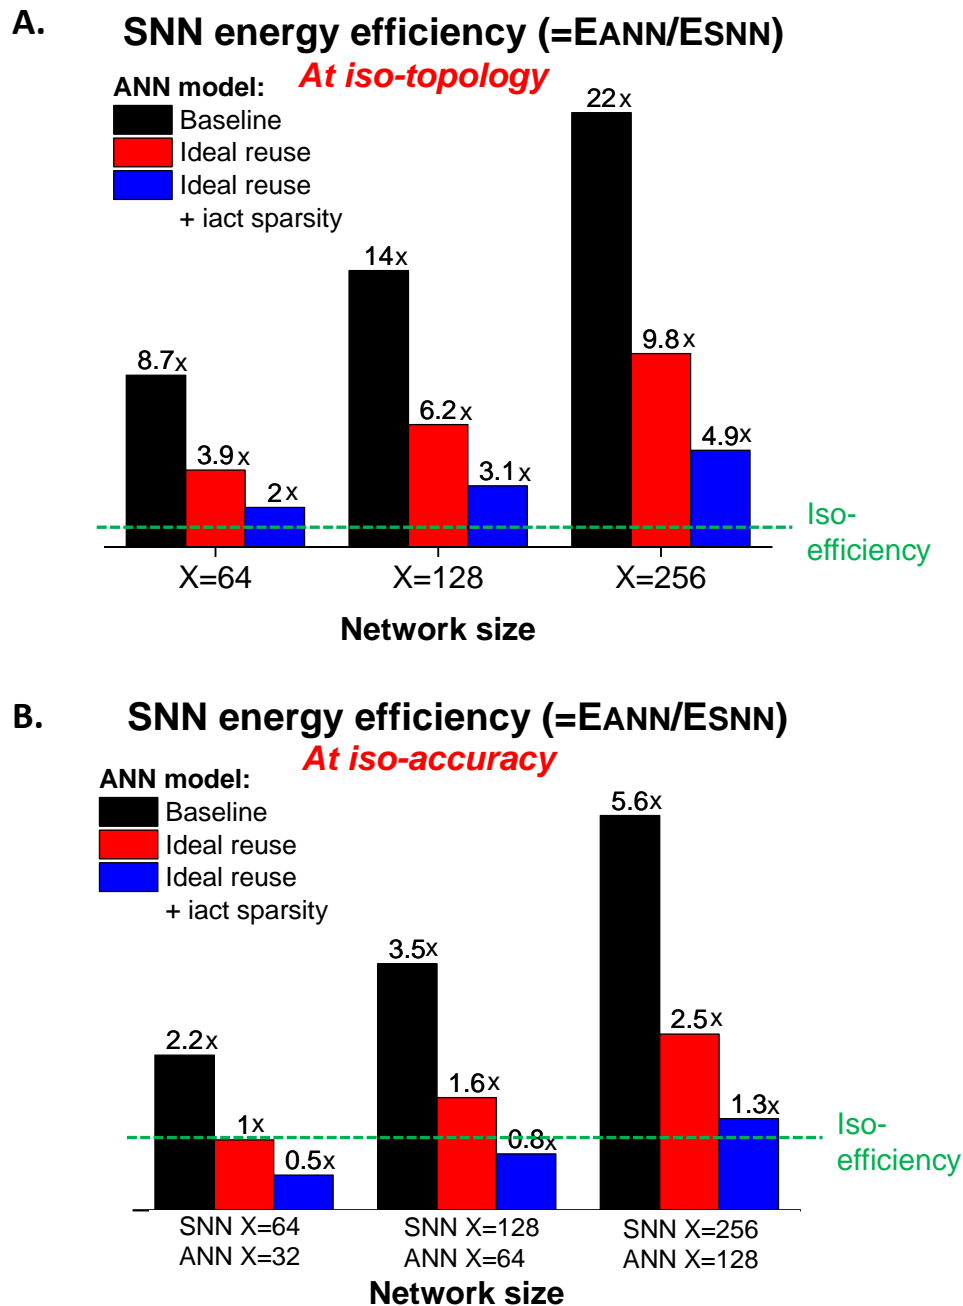 A.
SNN energy efficiency (=EANN/ESNN)
At iso-topology
ANN model:
Baseline
Ideal reuse
Ideal reuse
+ iact sparsity
8.7x
3.9x
2x
14x
6.2x
3.1x
22x
9.8x
4.9x
Iso-
efficiency
X=64
X=128
X=256
Network size
B.
SNN energy efficiency (=EANN/ESNN)
At iso-accuracy
ANN model:
Baseline
Ideal reuse
Ideal reuse
+ iact sparsity
2.2x
1x
0.5x
3.5x
1.6x
0.8x
5.6x
2.5x
1.3x
Iso-
efficiency
SNN X=64
ANN X=32
SNN X=128
ANN X=64
SNN X=256
ANN X=128
Network size